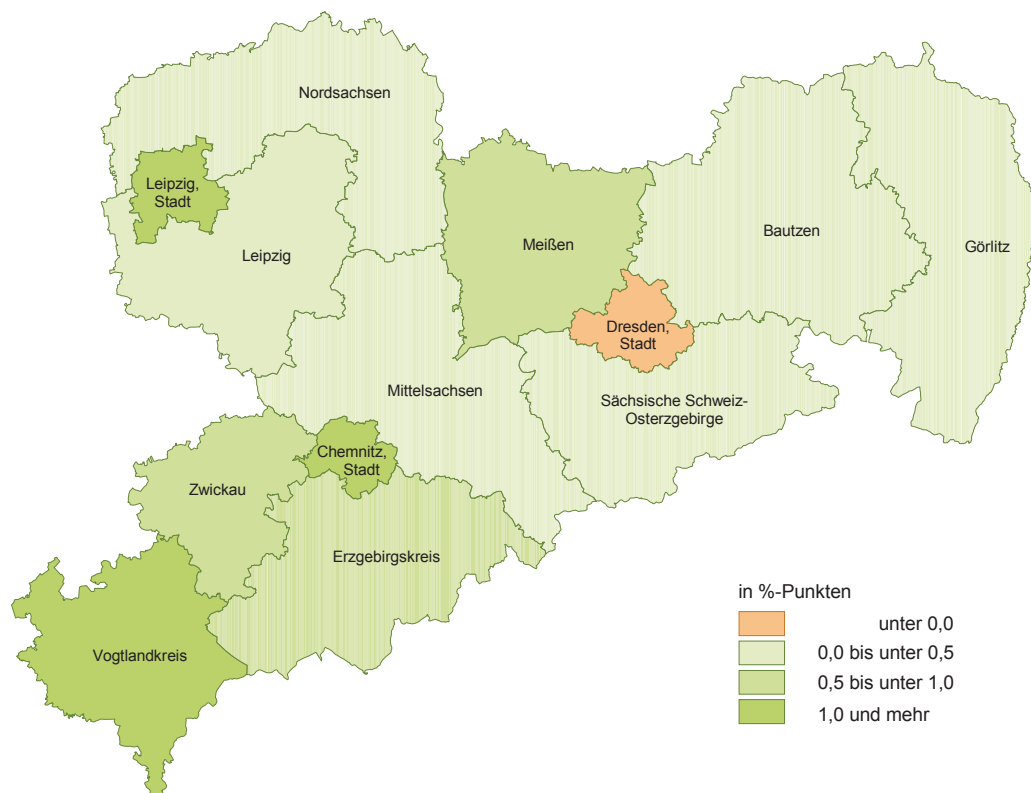 Nordsachsen
Leipzig,
Stadt
Leipzig
Meißen
Bautzen
Görlitz
Dresden,
Stadt
Mittelsachsen
Sächsische Schweiz-
Osterzgebirge
Chemnitz,
Stadt
Zwickau
Erzgebirgskreis
Vogtlandkreis
in %-Punkten
unter 0,0
0,0 bis unter 0,5
0,5 bis unter 1,0
1,0 und mehr